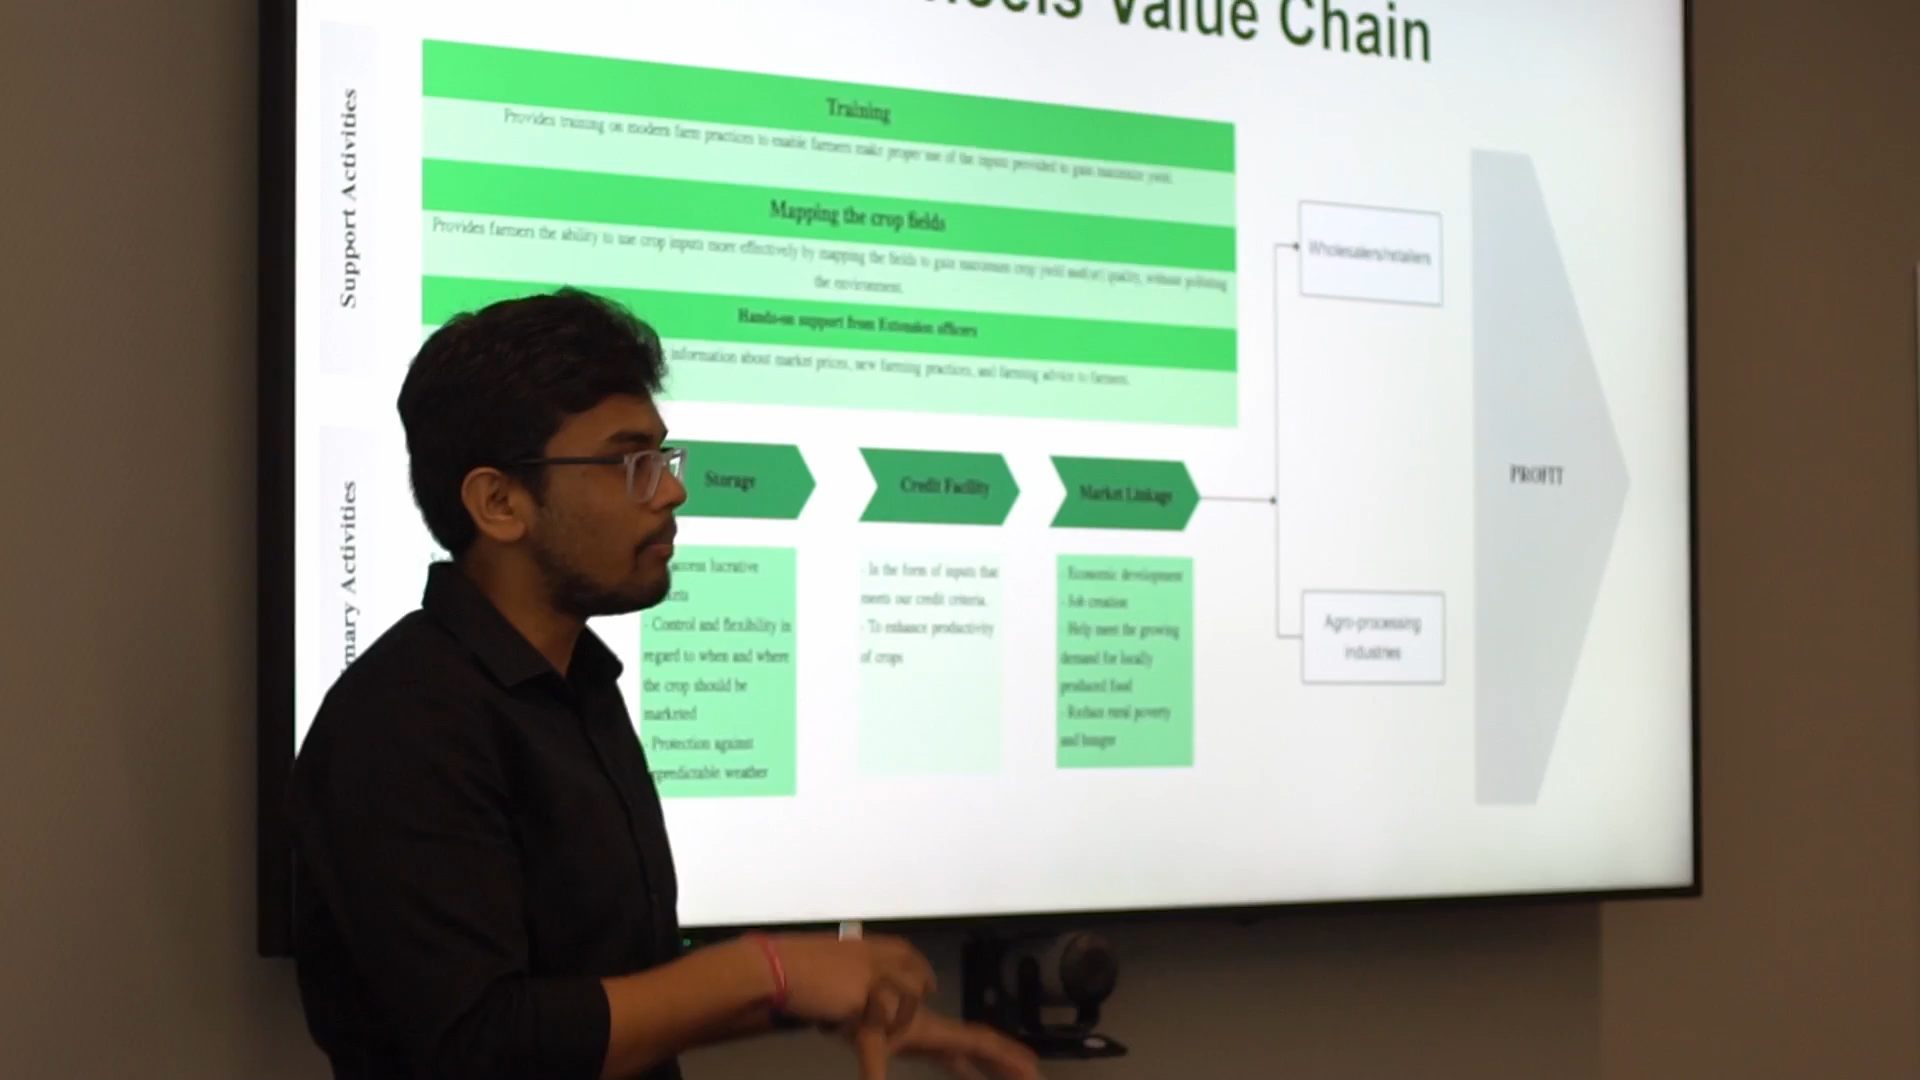 Value Chain
Support Activities
Training
Provides training on modern farm practices to enable farmers make proper use of the inputs provided to gain maximum yield.
Mapping the crop fields
Provides farmers the ability to use crop inputs more effectively by mapping the fields to gain maximum crop yield and(or) quality, without polluting
the environment.
Hands-on support from Extension officers
information about market prices, new farming practices, and farming advice to farmers.
Activities
Storage
access lucrative
- Control and flexibility in
regard to when and where
the crop should be
marketed
- Protection against
weather
Credit Facility
- In the form of inputs that
meets our credit criteria.
- To enhance productivity
of crops
Market Linkage
- Economic development
- Job creation
- Help meet the growing
demand for locally
produced food
- Reduce rural poverty
and hunger
Wholesalers/retailers
Agro-processing
industries
PROFIT